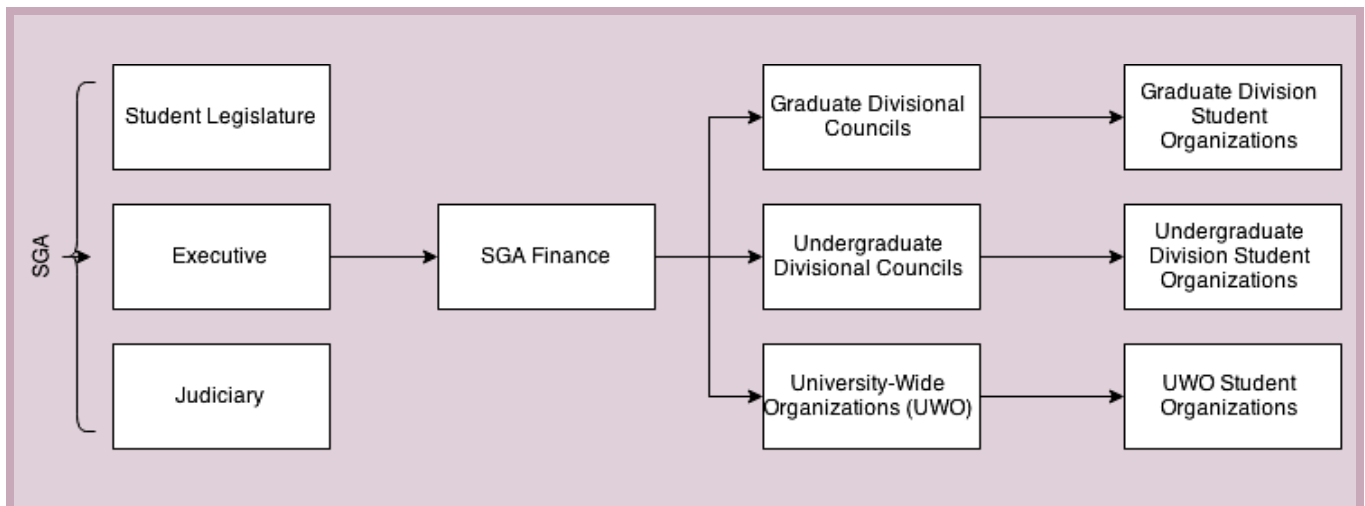 SGA
Student Legislature
Executive
Judiciary
SGA Finance
Graduate Divisional
Councils
Undergraduate
Divisional Councils
University-Wide
Organizations (UWO)
Graduate Division
Student
Organizations
Undergraduate
Division Student
Organizations
UWO Student
Organizations